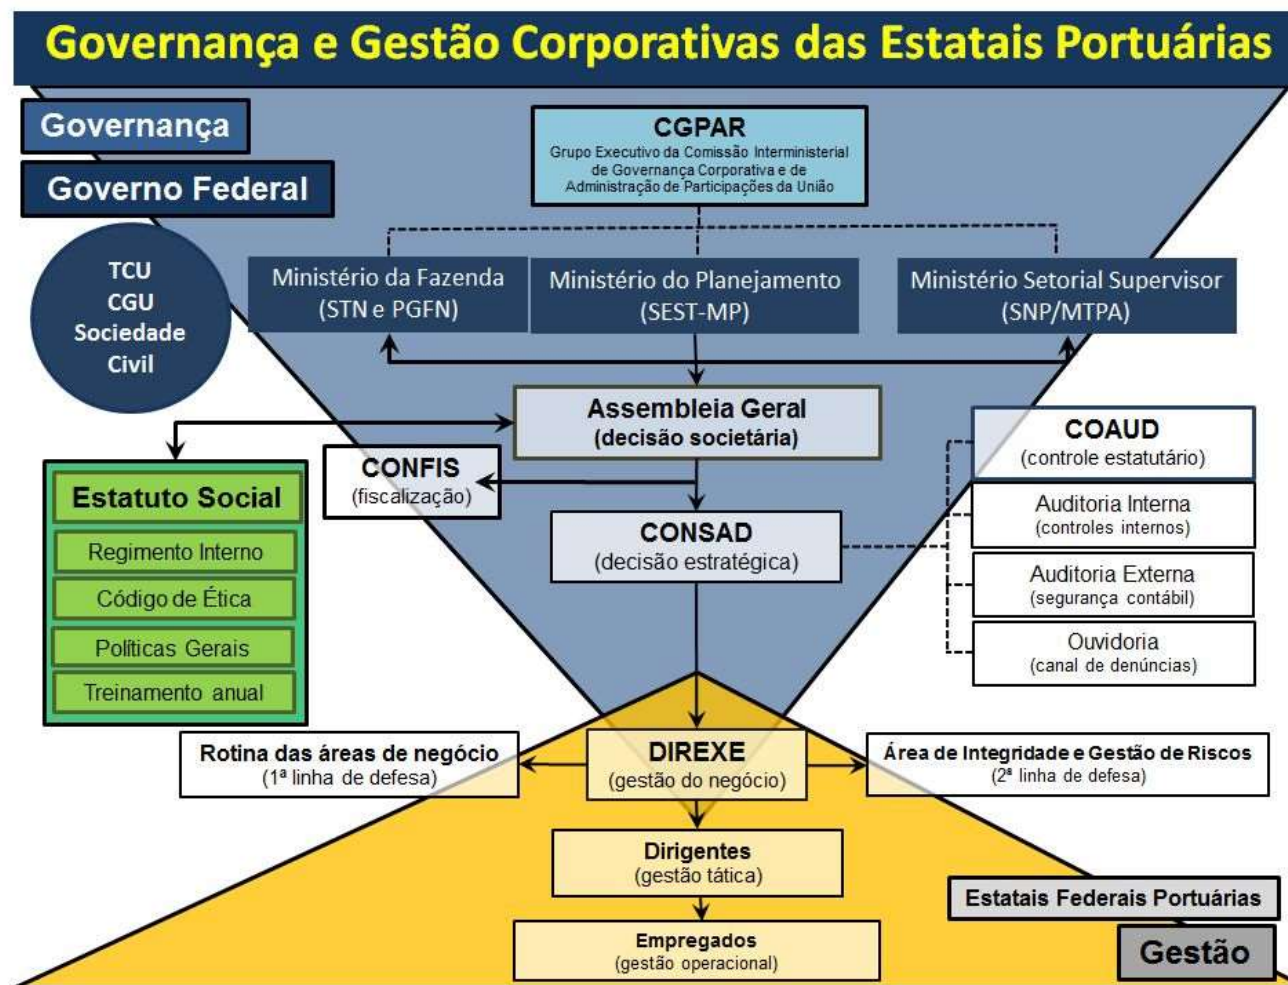 Governança e Gestão Corporativas das Estatais Portuárias
Governança
Governo Federal
CGPAR
Grupo Executivo da Comissão Interministerial
de Governança Corporativa e de
Administração de Participações da União
TCU
CGU
Sociedade
Civil
Ministério da Fazenda
(STN e PGFN)
Ministério do Planejamento
(SEST-MP)
Ministério Setorial Supervisor
(SNP/MTPA)
Assembleia Geral
(decisão societária)
CONFIS
(fiscalização)
COAUD
(controle estatutário)
Estatuto Social
Regimento Interno
Código de Ética
Políticas Gerais
Treinamento anual
CONSAD
(decisão estratégica)
Auditoria Interna
(controles internos)
Auditoria Externa
(segurança contábil)
Ouvidoria
(canal de denúncias)
Rotina das áreas de negócio
(1ª linha de defesa)
DIREXE
(gestão do negócio)
Área de Integridade e Gestão de Riscos
(2ª linha de defesa)
Dirigentes
(gestão tática)
Estatais Federais Portuárias
Empregados
(gestão operacional)
Gestão